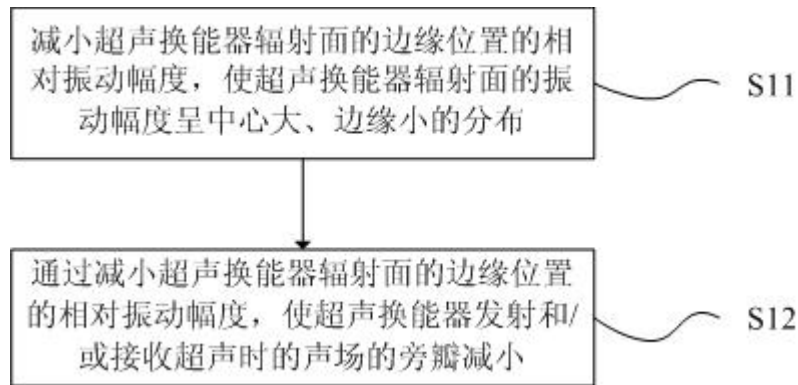 减小超声换能器辐射面的边缘位置的相
对振动幅度，使超声换能器辐射面的振
动幅度呈中心大、边缘小的分布
S11
通过减小超声换能器辐射面的边缘位置
的相对振动幅度，使超声换能器发射和/
或接收超声时的声场的旁瓣减小
S12